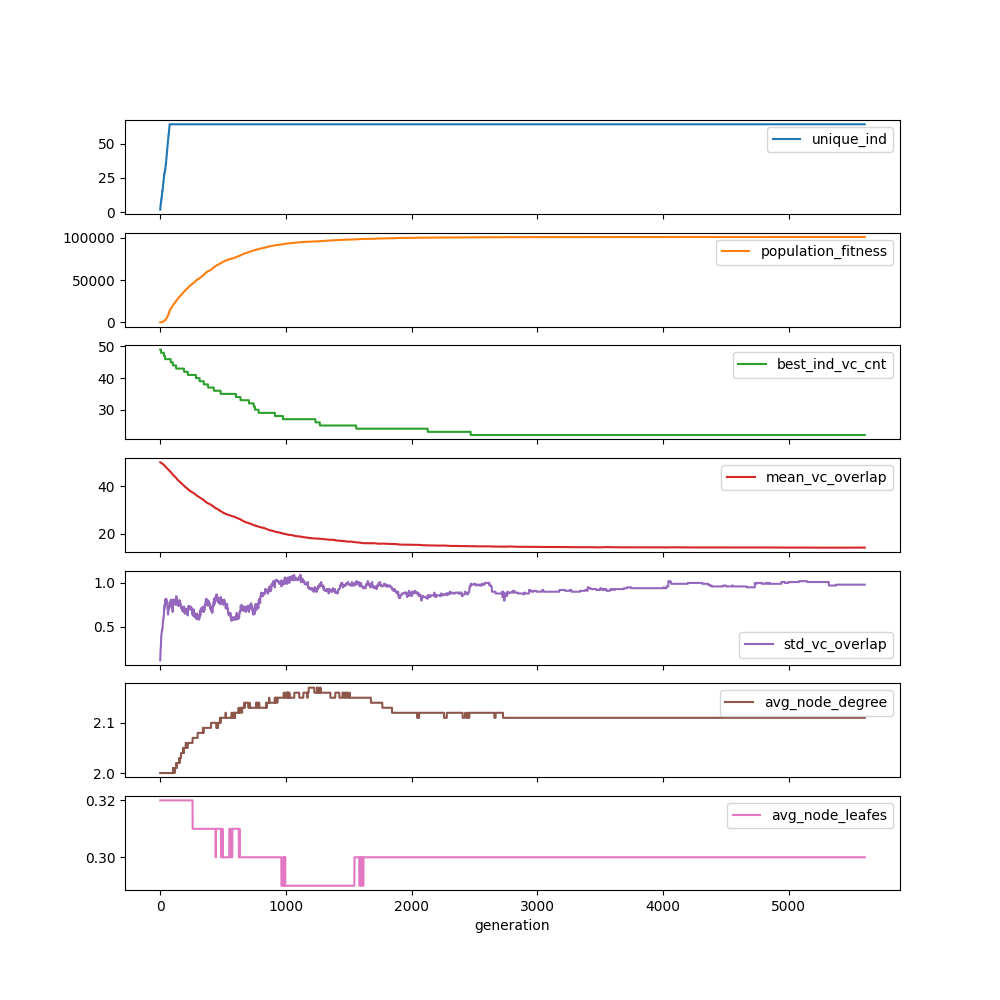 50
25
0
unique_ind
100000
50000
0
population_fitness
50
40
30
best_ind_vc_cnt
40
20
mean_vc_overlap
1.0
0.5
std_vc_overlap
2.1
2.0
avg_node_degree
0.32
0.30
avg_node_leafes
0 1000 2000 3000 4000 5000
generation